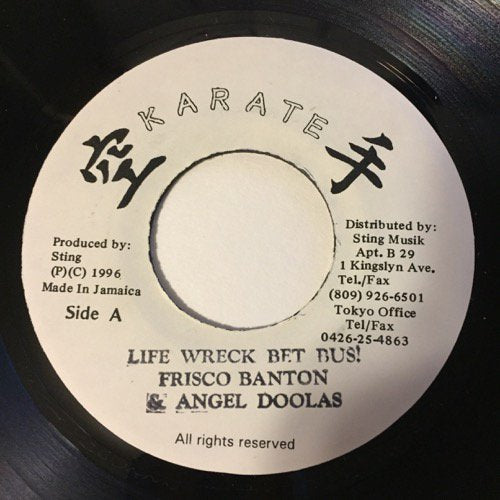 KARATE
空 手
Produced by:
Sting
(P)(C) 1996
Made In Jamaica
Side A
Distributed by:
Sting Musik
Apt. B 29
1 Kingslyn Ave.
Tel./Fax
(809) 926-6501
Tokyo Office
Tel/Fax
0426-25-4863
LIFE WRECK BET BUS!
FRISCO BANTON
& ANGEL DOOLAS
All rights reserved